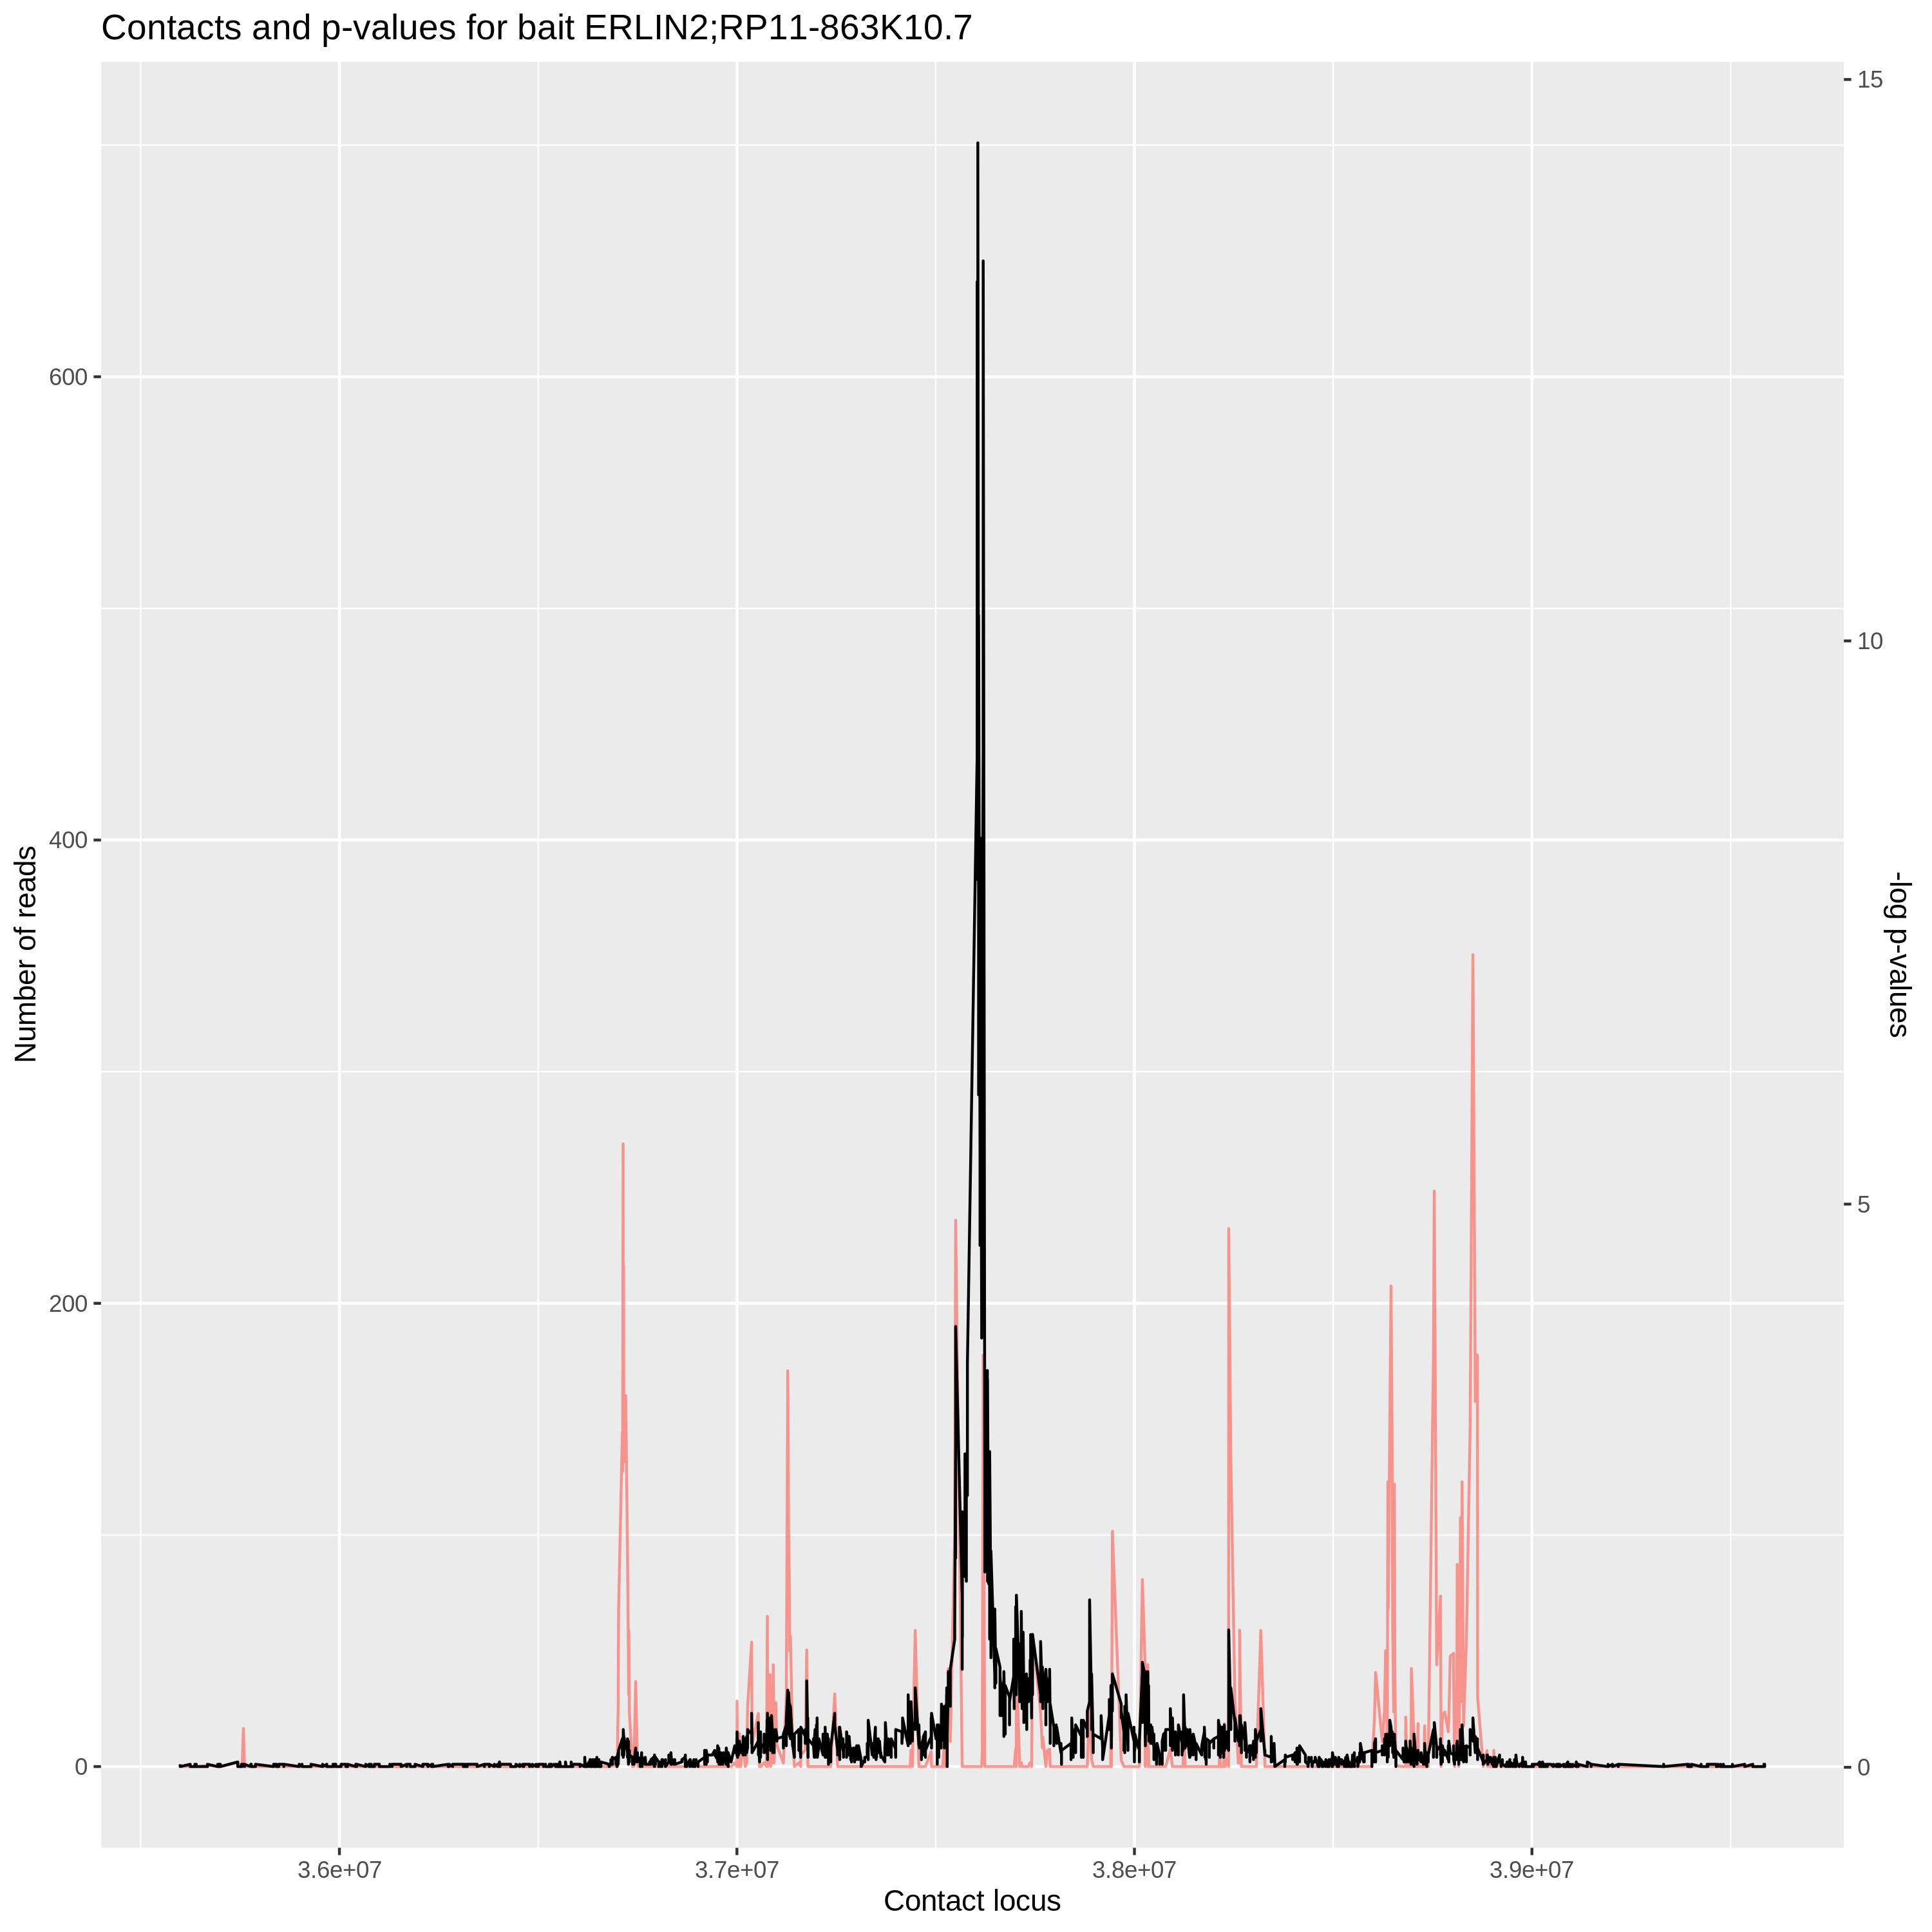 Contacts and p-values for bait ERLIN2;RP11-863K10.7
15
600
10
400
Number of reads
-log p-values
5
200
0
0
3.6e+07
3.7e+07
3.8e+07
3.9e+07
Contact locus